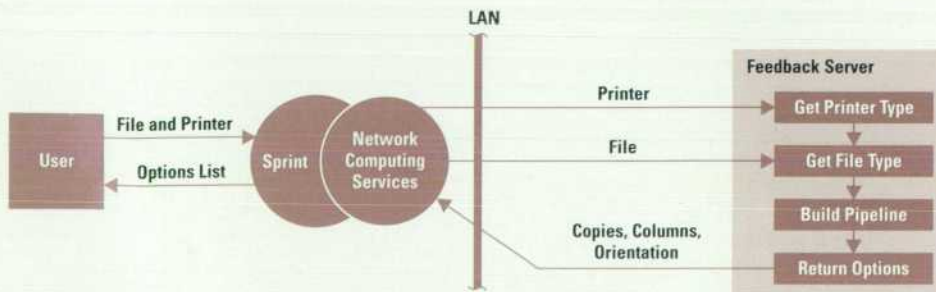 LAN
Feedback Server
User
File and Printer
Options List
Sprint
Network
Computing
Services
Printer
File
Copies, Columns,
Orientation
Get Printer Type
Get File Type
Build Pipeline
Return Options